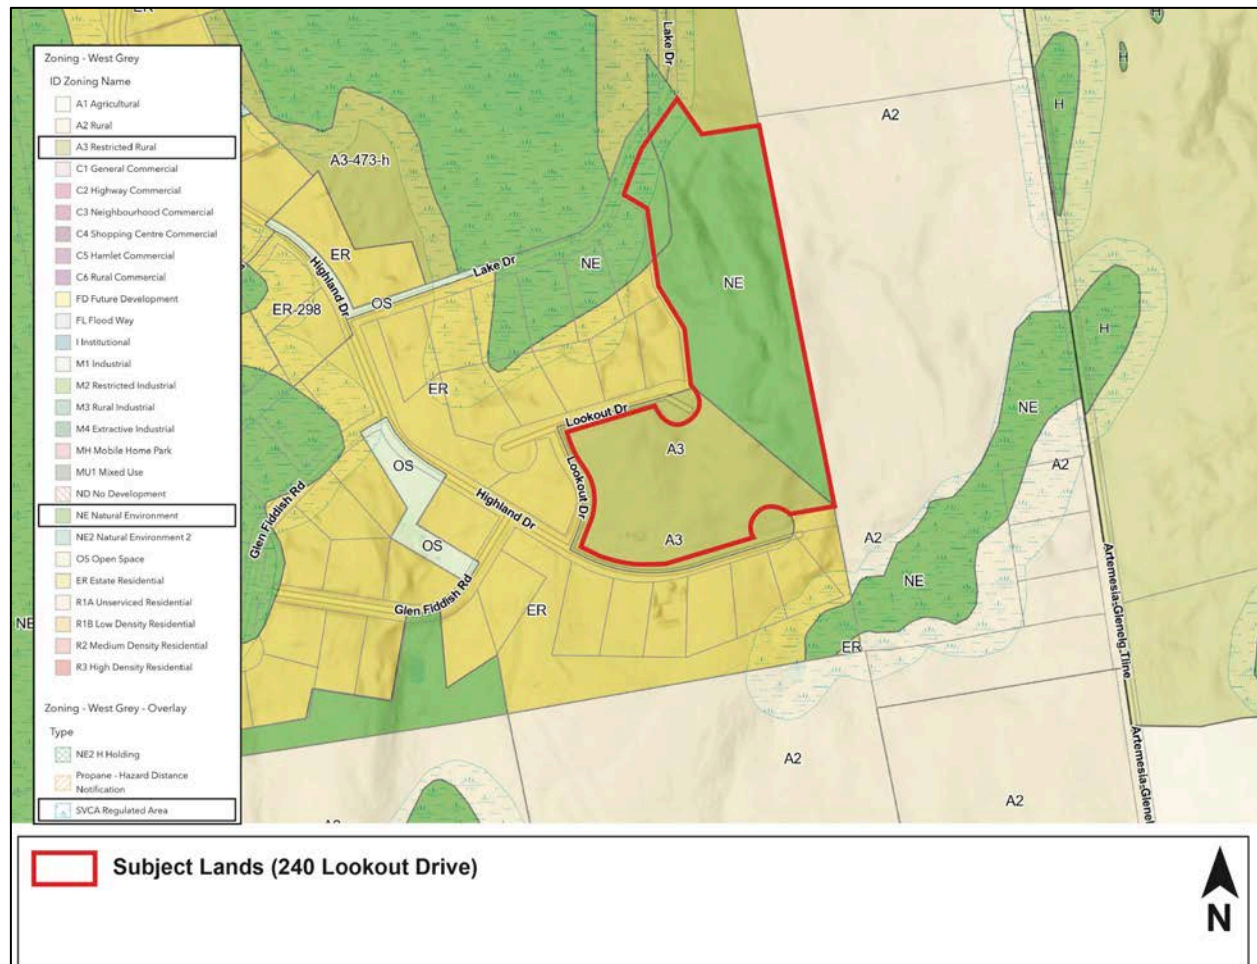 Zoning - West Grey
ID Zoning Name
A1 Agricultural
A2 Rural
A3 Restricted Rural
C1 General Commercial
C2 Highway Commercial
C3 Neighbourhood Commercial
C4 Shopping Centre Commercial
C5 Hamlet Commercial
C6 Rural Commercial
FD Future Development
FL Flood Way
I Institutional
M1 Industrial
M2 Restricted Industrial
M3 Rural Industrial
M4 Extractive Industrial
MH Mobile Home Park
MU1 Mixed Use
ND No Development
NE Natural Environment
NE2 Natural Environment 2
OS Open Space
ER Estate Residential
R1A Unserviced Residential
R1B Low Density Residential
R2 Medium Density Residential
R3 High Density Residential
Zoning - West Grey - Overlay
Type
NE2 H Holding
Propane - Hazard Distance
Notification
SVCA Regulated Area
ER
Lake Dr
H
H
A2
H
A3-473-h
ER
Highland Dr
Lake Dr
NE
OS
ER-298
NE
H
ER
Lookout Dr
NE
A3
A2
OS
Lookout Dr
Highland Dr
Glen Fiddish Rd
OS
A3
A2
NE
Glen Fiddish Rd
ER
NE
ER
Artemesia-Glenelg Tline
A2
A2
Artemesia-Glenel
Subject Lands (240 Lookout Drive)
N